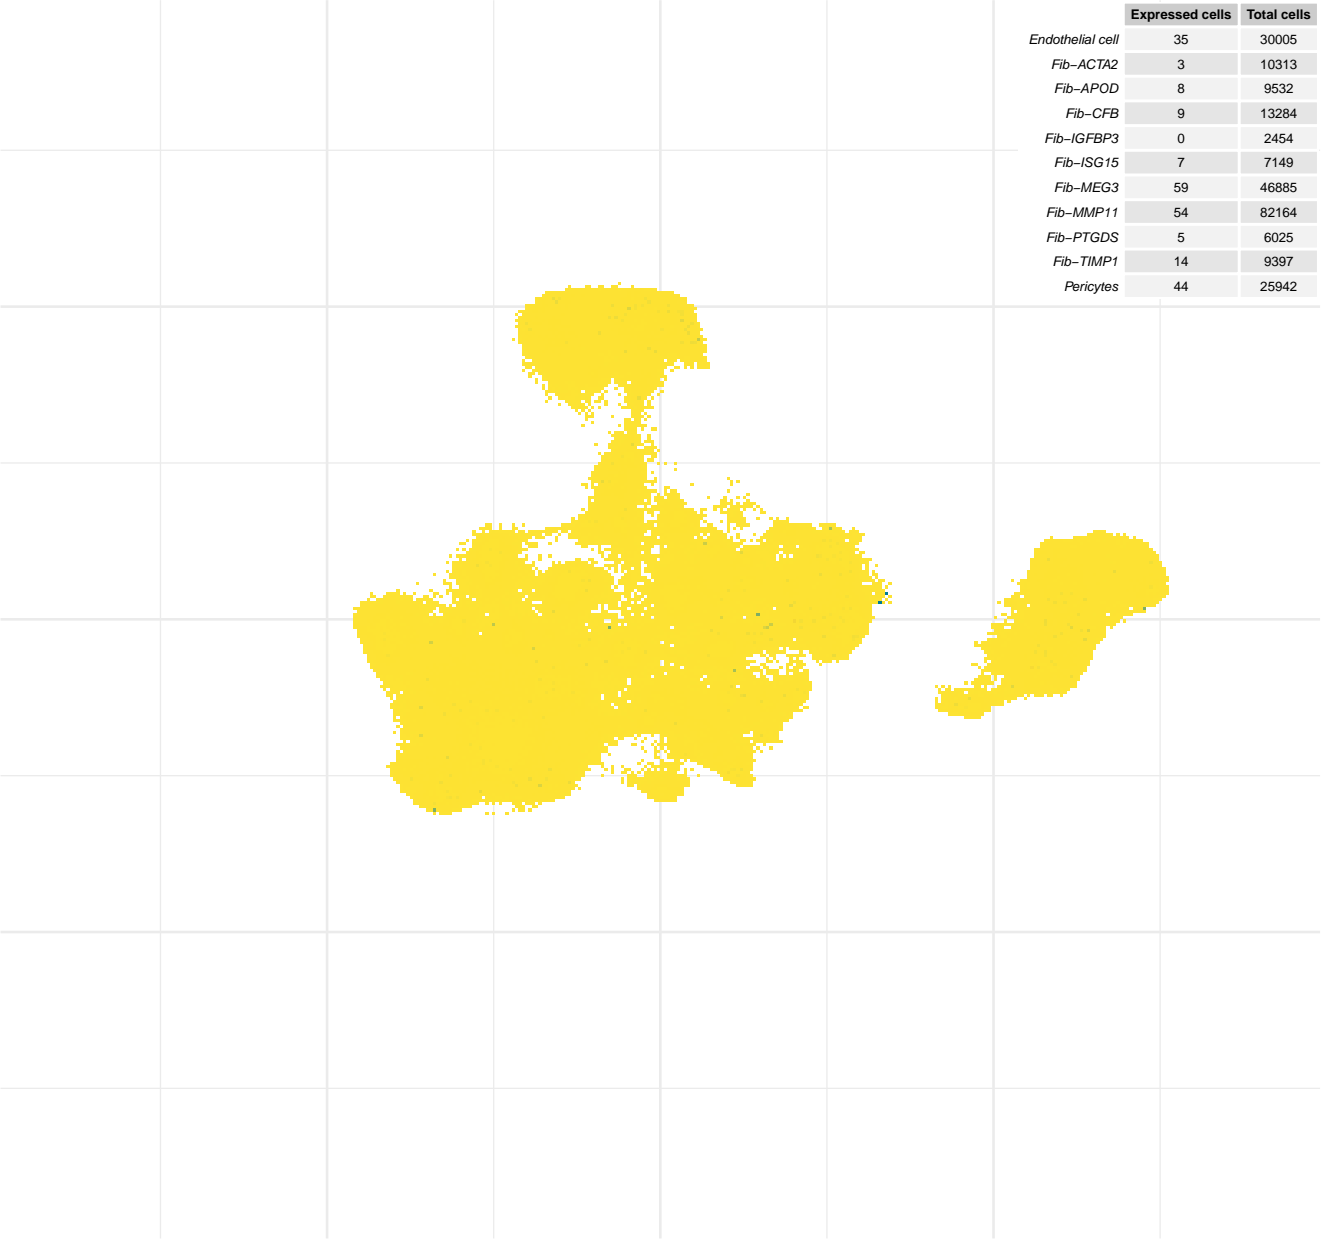 Expressed cells Total cells
Endothelial cell 35 30005
Fib−ACTA2 3 10313
Fib−APOD 8 9532
Fib−CFB 9 13284
Fib−IGFBP3 0 2454
Fib−ISG15 7 7149
Fib−MEG3 59 46885
Fib−MMP11 54 82164
Fib−PTGDS 5 6025
Fib−TIMP1 14 9397
Pericytes 44 25942